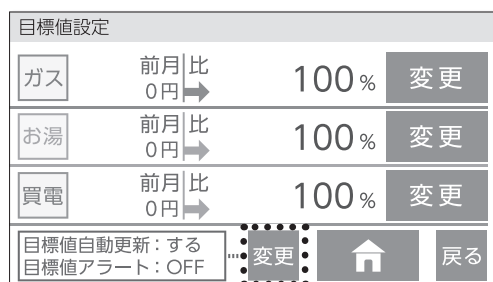 目標値設定
ガス 前月比 100% 変更
0円
お湯 前月比 100% 変更
0円
買電 前月比 100% 変更
0円
目標値自動更新：する
目標値アラート：OFF
変更 戻る